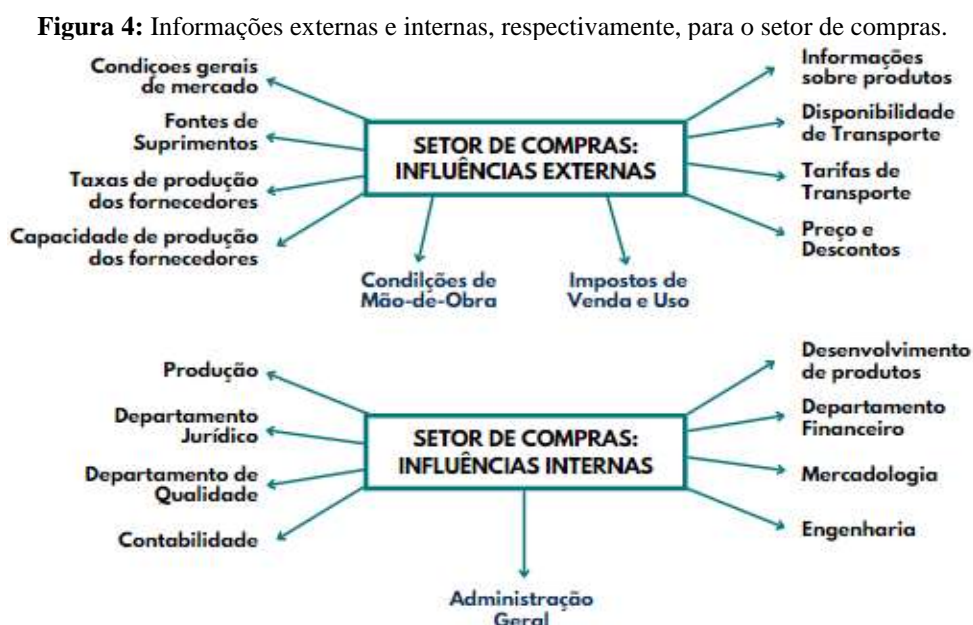 Figura 4: Informações externas e internas, respectivamente, para o setor de compras.
Condiçoes gerais
de mercado
Fontes de
Suprimentos
Taxas de produção
dos fornecedores
Capacidade de produção
dos fornecedores
SETOR DE COMPRAS:
INFLUÊNCIAS EXTERNAS
Informações
sobre produtos
Disponibilidade
de Transporte
Tarifas de
Transporte
Preço e
Descontos
Condilções de
Mão-de-Obra
Impostos de
Venda e Uso
Produção
Departamento
Jurídico
Departamento de
Qualidade
Contabilidade
SETOR DE COMPRAS:
INFLUÊNCIAS INTERNAS
Desenvolvimento
de produtos
Departamento
Financeiro
Mercadologia
Engenharia
Administração
Geral